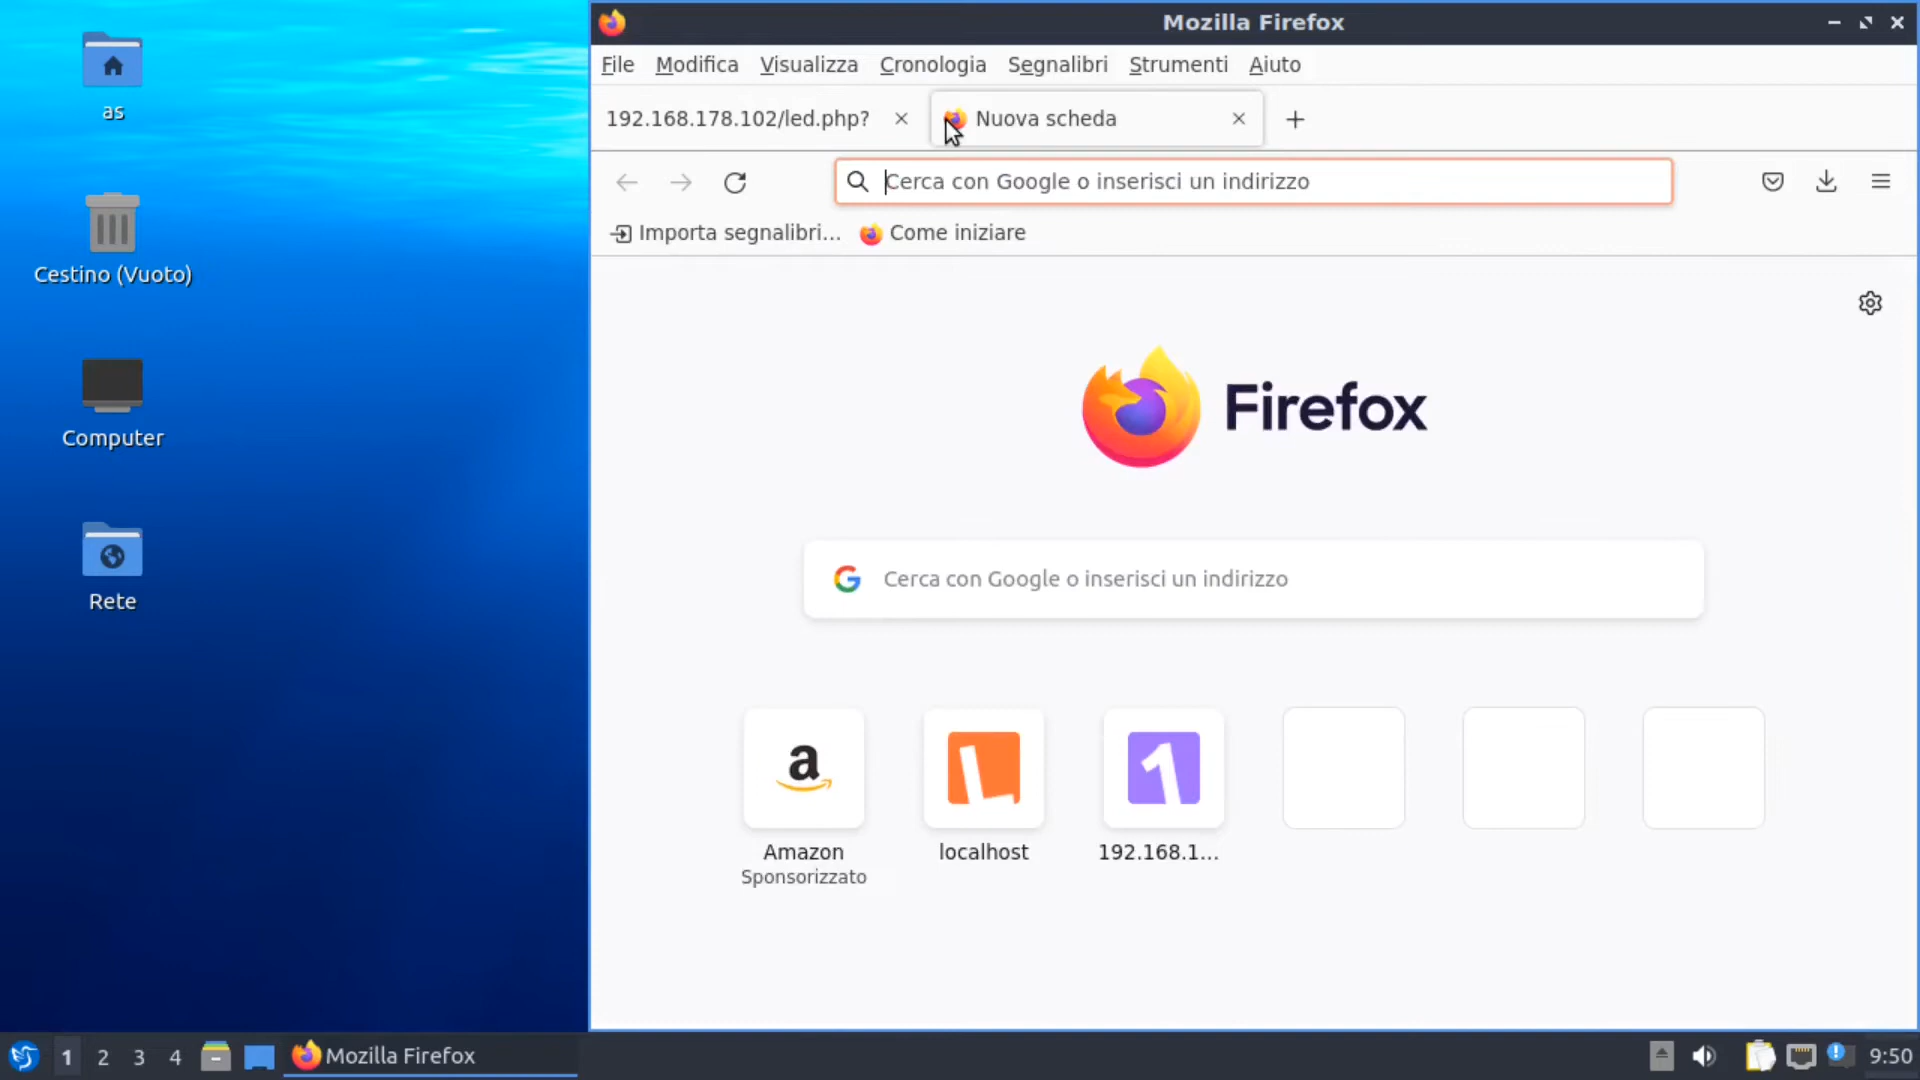 as
Cestino (Vuoto)
Computer
Rete
Mozilla Firefox
File Modifica Visualizza Cronologia Segnalibri Strumenti Aiuto
192.168.178.102/led.php?
Nuova scheda
Cerca con Google o inserisci un indirizzo
Importa segnalibri... Come iniziare
Firefox
Cerca con Google o inserisci un indirizzo
Amazon
Sponsorizzato
localhost
192.168.1...
1 2 3 4 Mozilla Firefox 9:50